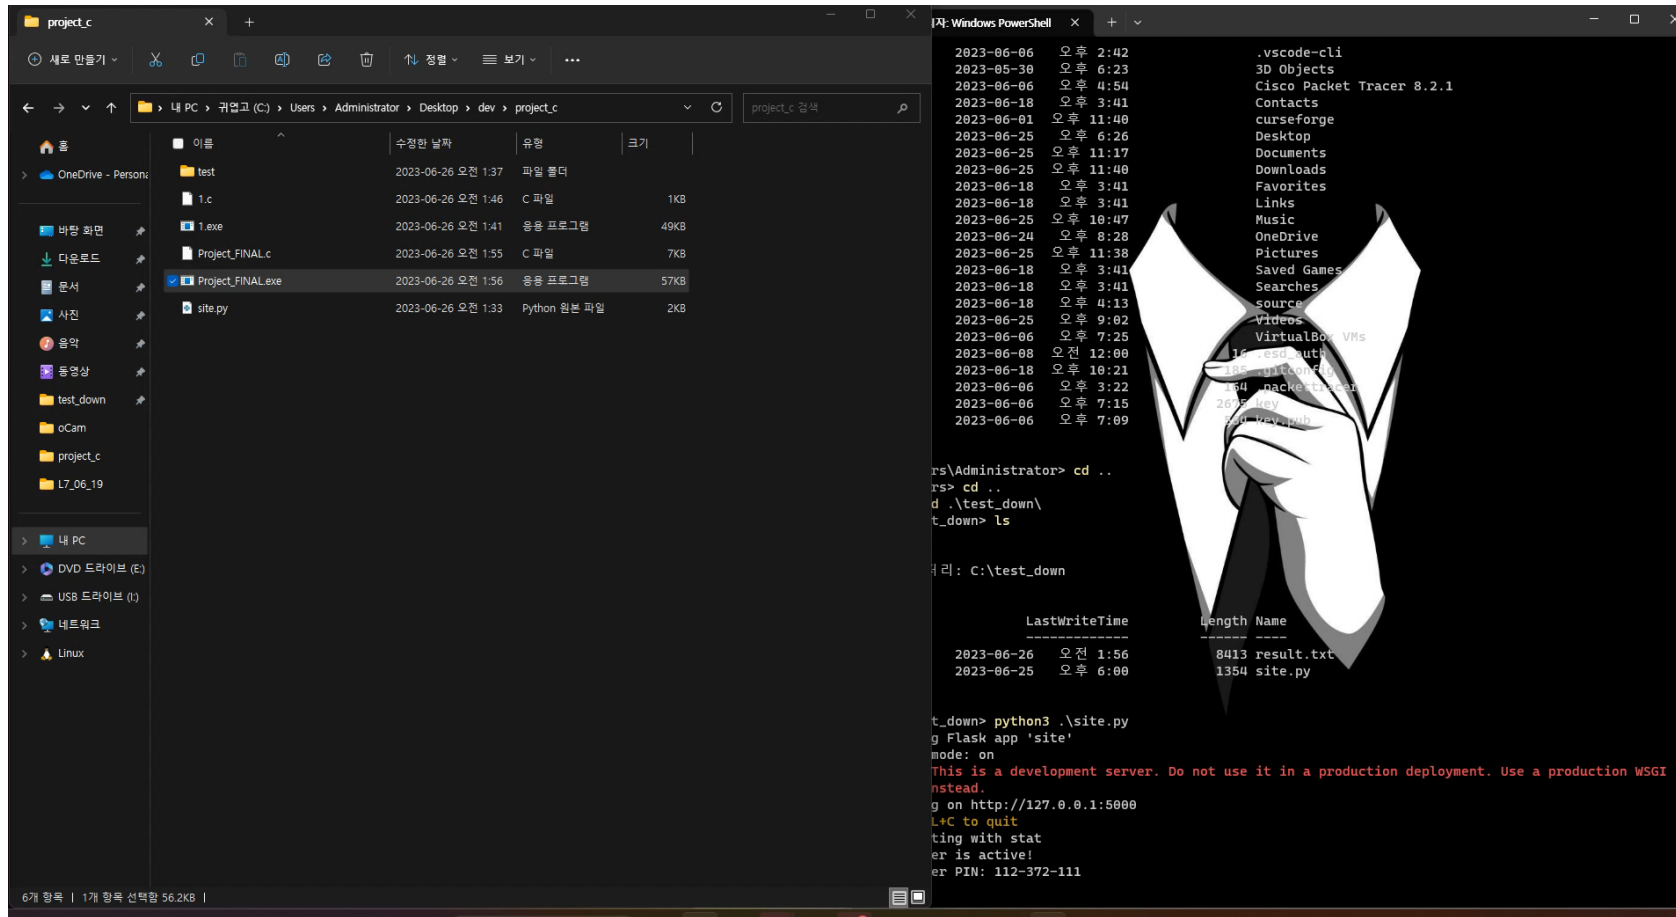 project_c
새로 만들기
정렬
보기
내 PC > 귀엽고 (C:) > Users > Administrator > Desktop > dev > project_c
project_c 검색
홈
OneDrive - Persona
바탕 화면
다운로드
문서
사진
음악
동영상
test_down
oCam
project_c
L7_06_19
내 PC
DVD 드라이브 (E:)
USB 드라이브 (I:)
네트워크
Linux
이름 수정한 날짜 유형 크기
test 2023-06-26 오전 1:37 파일 폴더
1.c 2023-06-26 오전 1:46 C 파일 1KB
1.exe 2023-06-26 오전 1:41 응용 프로그램 49KB
Project_FINAL.c 2023-06-26 오전 1:55 C 파일 7KB
Project_FINAL.exe 2023-06-26 오전 1:56 응용 프로그램 57KB
site.py 2023-06-26 오전 1:33 Python 원본 파일 2KB
6개 항목 | 1개 항목 선택함 56.2KB |
자: Windows PowerShell
2023-06-06 오후 2:42 .vscode-cli
2023-05-30 오후 6:23 3D Objects
2023-06-06 오후 4:54 Cisco Packet Tracer 8.2.1
2023-06-18 오후 3:41 Contacts
2023-06-01 오후 11:40 curseforge
2023-06-25 오후 6:26 Desktop
2023-06-25 오후 11:17 Documents
2023-06-25 오후 11:40 Downloads
2023-06-18 오후 3:41 Favorites
2023-06-18 오후 3:41 Links
2023-06-25 오후 10:47 Music
2023-06-24 오후 8:28 OneDrive
2023-06-25 오후 11:38 Pictures
2023-06-18 오후 3:41 Saved Games
2023-06-18 오후 3:41 Searches
2023-06-18 오후 4:13 source
2023-06-25 오후 9:02 Videos
2023-06-06 오후 7:25 VirtualBox VMs
2023-06-08 오전 12:00 16 .esd_auth
2023-06-18 오후 10:21 185 .gitconfig
2023-06-06 오후 3:22 164 .packettracer
2023-06-06 오후 7:15 2675 key
2023-06-06 오후 7:09 key.pub
rs\Administrator> cd ..
rs> cd ..
d .\test_down\
t_down> ls
리: C:\test_down
LastWriteTime Length Name
------------- ------ ----
2023-06-26 오전 1:56 8413 result.txt
2023-06-25 오후 6:00 1354 site.py
t_down> python3 .\site.py
g Flask app 'site'
mode: on
This is a development server. Do not use it in a production deployment. Use a production WSGI
nstead.
g on http://127.0.0.1:5000
L+C to quit
ting with stat
er is active!
er PIN: 112-372-111